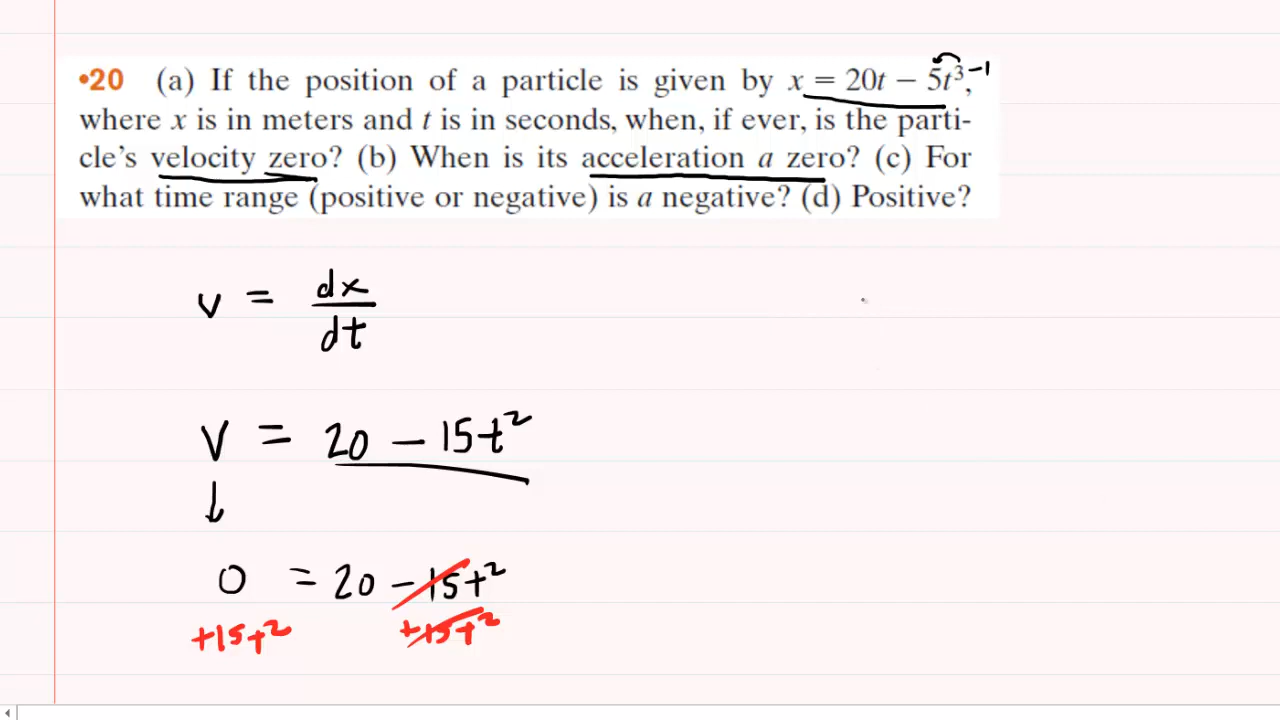 •20 (a) If the position of a particle is given by x = 20t − 5t³,−1
where x is in meters and t is in seconds, when, if ever, is the parti-
cle's velocity zero? (b) When is its acceleration a zero? (c) For
what time range (positive or negative) is a negative? (d) Positive?
v = dx/dt
v = 20 − 15t²
↓
0 = 20 − 15t²
+15t² +15t²